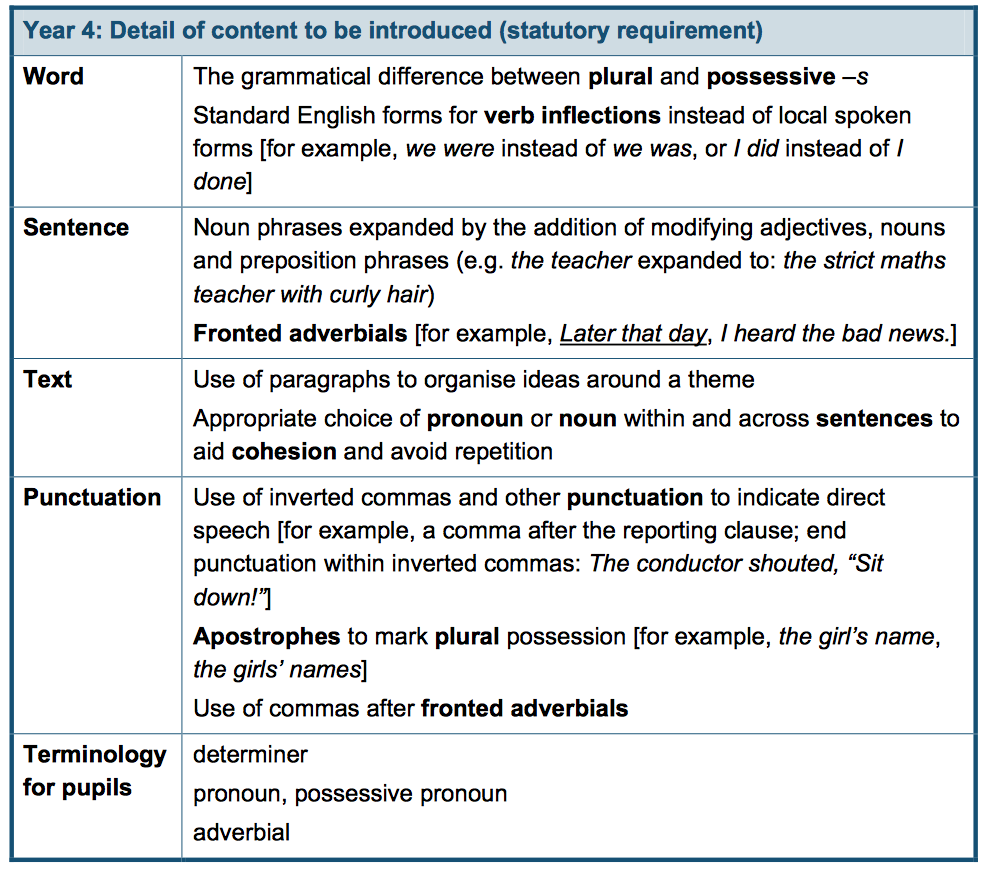 Year 4: Detail of content to be introduced (statutory requirement)
Word
The grammatical difference between plural and possessive –s
Standard English forms for verb inflections instead of local spoken
forms [for example, we were instead of we was, or I did instead of I
done]
Sentence
Noun phrases expanded by the addition of modifying adjectives, nouns
and preposition phrases (e.g. the teacher expanded to: the strict maths
teacher with curly hair)
Fronted adverbials [for example, Later that day, I heard the bad news.]
Text
Use of paragraphs to organise ideas around a theme
Appropriate choice of pronoun or noun within and across sentences to
aid cohesion and avoid repetition
Punctuation
Use of inverted commas and other punctuation to indicate direct
speech [for example, a comma after the reporting clause; end
punctuation within inverted commas: The conductor shouted, “Sit
down!”]
Apostrophes to mark plural possession [for example, the girl’s name,
the girls’ names]
Use of commas after fronted adverbials
Terminology
for pupils
determiner
pronoun, possessive pronoun
adverbial